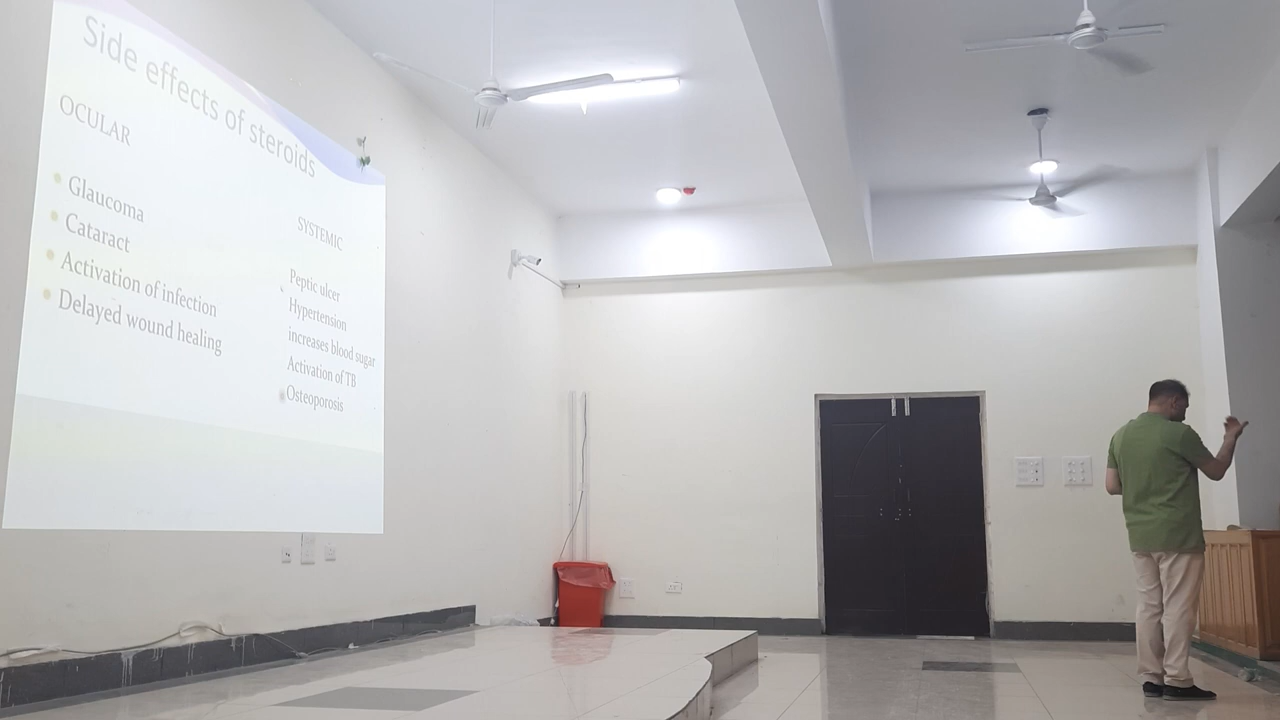 Side effects of steroids
OCULAR
Glaucoma
Cataract
Activation of infection
Delayed wound healing
SYSTEMIC
Peptic ulcer
Hypertension
increases blood sugar
Activation of TB
Osteoporosis